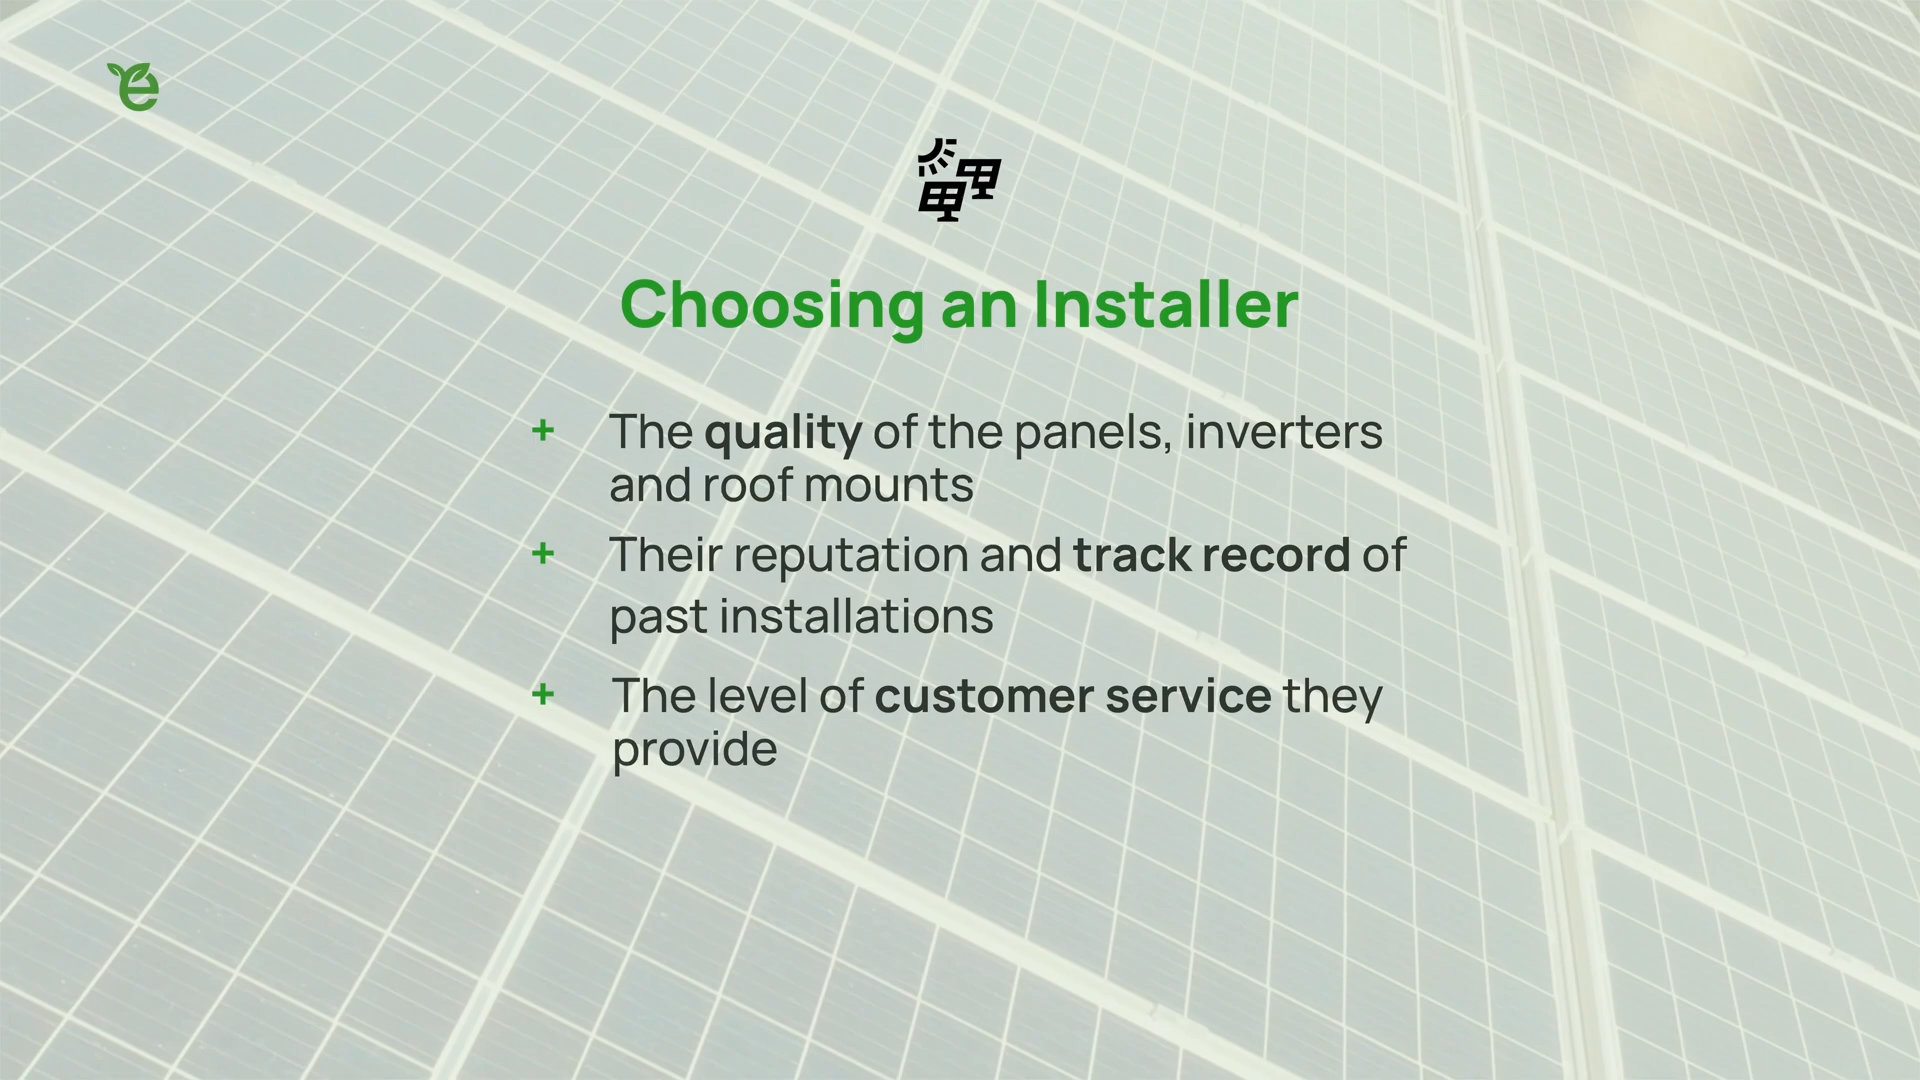 e
Choosing an Installer
+ The quality of the panels, inverters
and roof mounts
+ Their reputation and track record of
past installations
+ The level of customer service they
provide